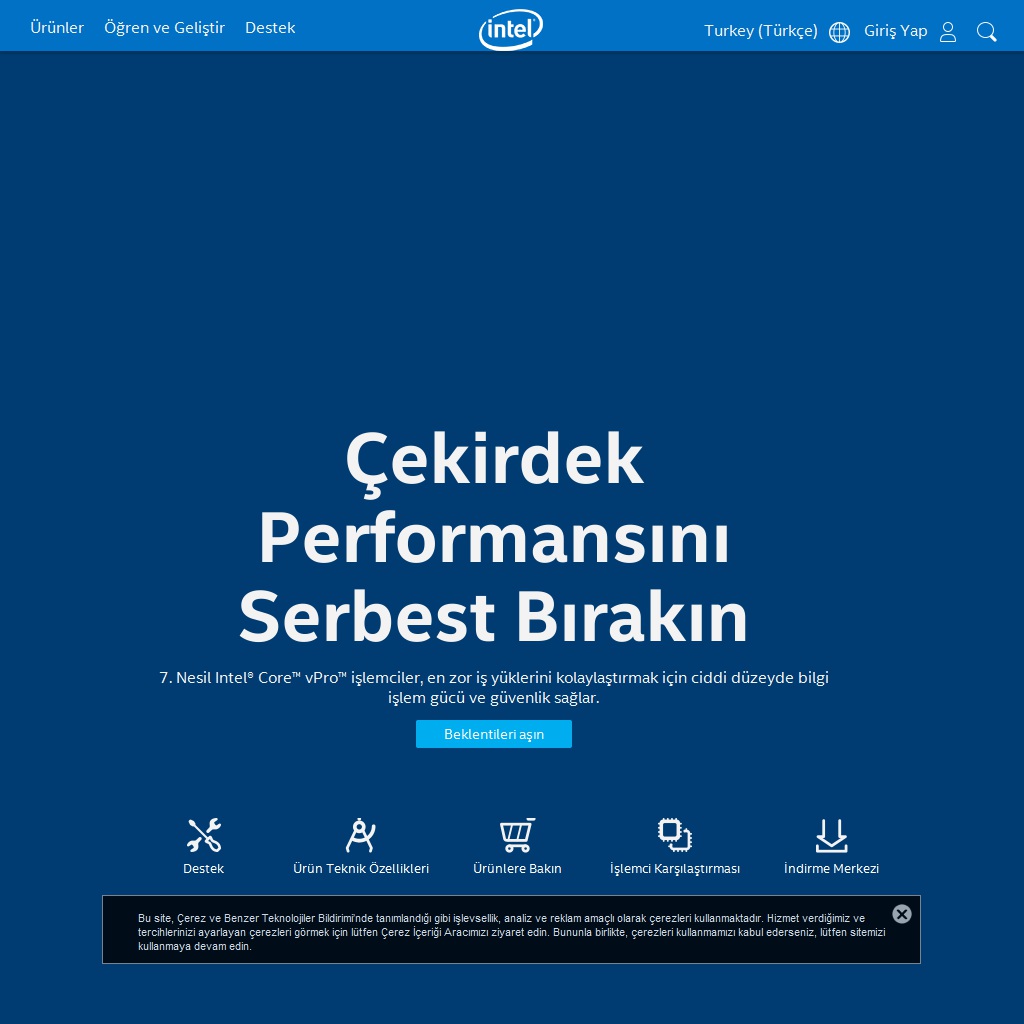 Ürünler Öğren ve Geliştir Destek
intel
Turkey (Türkçe) Giriş Yap
Çekirdek
Performansını
Serbest Bırakın
7. Nesil Intel® Core™ vPro™ işlemciler, en zor iş yüklerini kolaylaştırmak için ciddi düzeyde bilgi
işlem gücü ve güvenlik sağlar.
Beklentileri aşın
Destek
Ürün Teknik Özellikleri
Ürünlere Bakın
İşlemci Karşılaştırması
İndirme Merkezi
Bu site, Çerez ve Benzer Teknolojiler Bildirimi'nde tanımlandığı gibi işlevsellik, analiz ve reklam amaçlı olarak çerezleri kullanmaktadır. Hizmet verdiğimiz ve
tercihlerinizi ayarlayan çerezleri görmek için lütfen Çerez İçeriği Aracımızı ziyaret edin. Bununla birlikte, çerezleri kullanmamızı kabul ederseniz, lütfen sitemizi
kullanmaya devam edin.